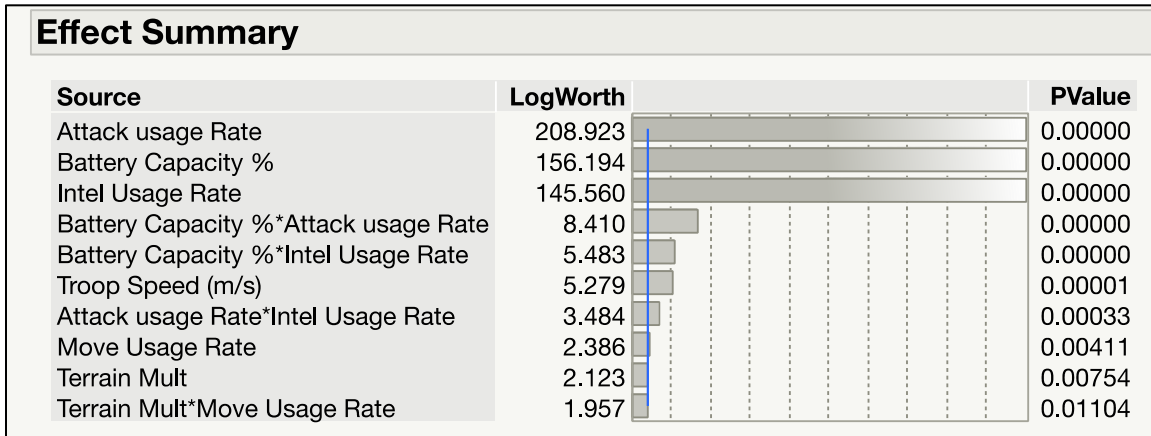 Effect Summary
Source LogWorth PValue
Attack usage Rate 208.923 0.00000
Battery Capacity % 156.194 0.00000
Intel Usage Rate 145.560 0.00000
Battery Capacity %*Attack usage Rate 8.410 0.00000
Battery Capacity %*Intel Usage Rate 5.483 0.00000
Troop Speed (m/s) 5.279 0.00001
Attack usage Rate*Intel Usage Rate 3.484 0.00033
Move Usage Rate 2.386 0.00411
Terrain Mult 2.123 0.00754
Terrain Mult*Move Usage Rate 1.957 0.01104